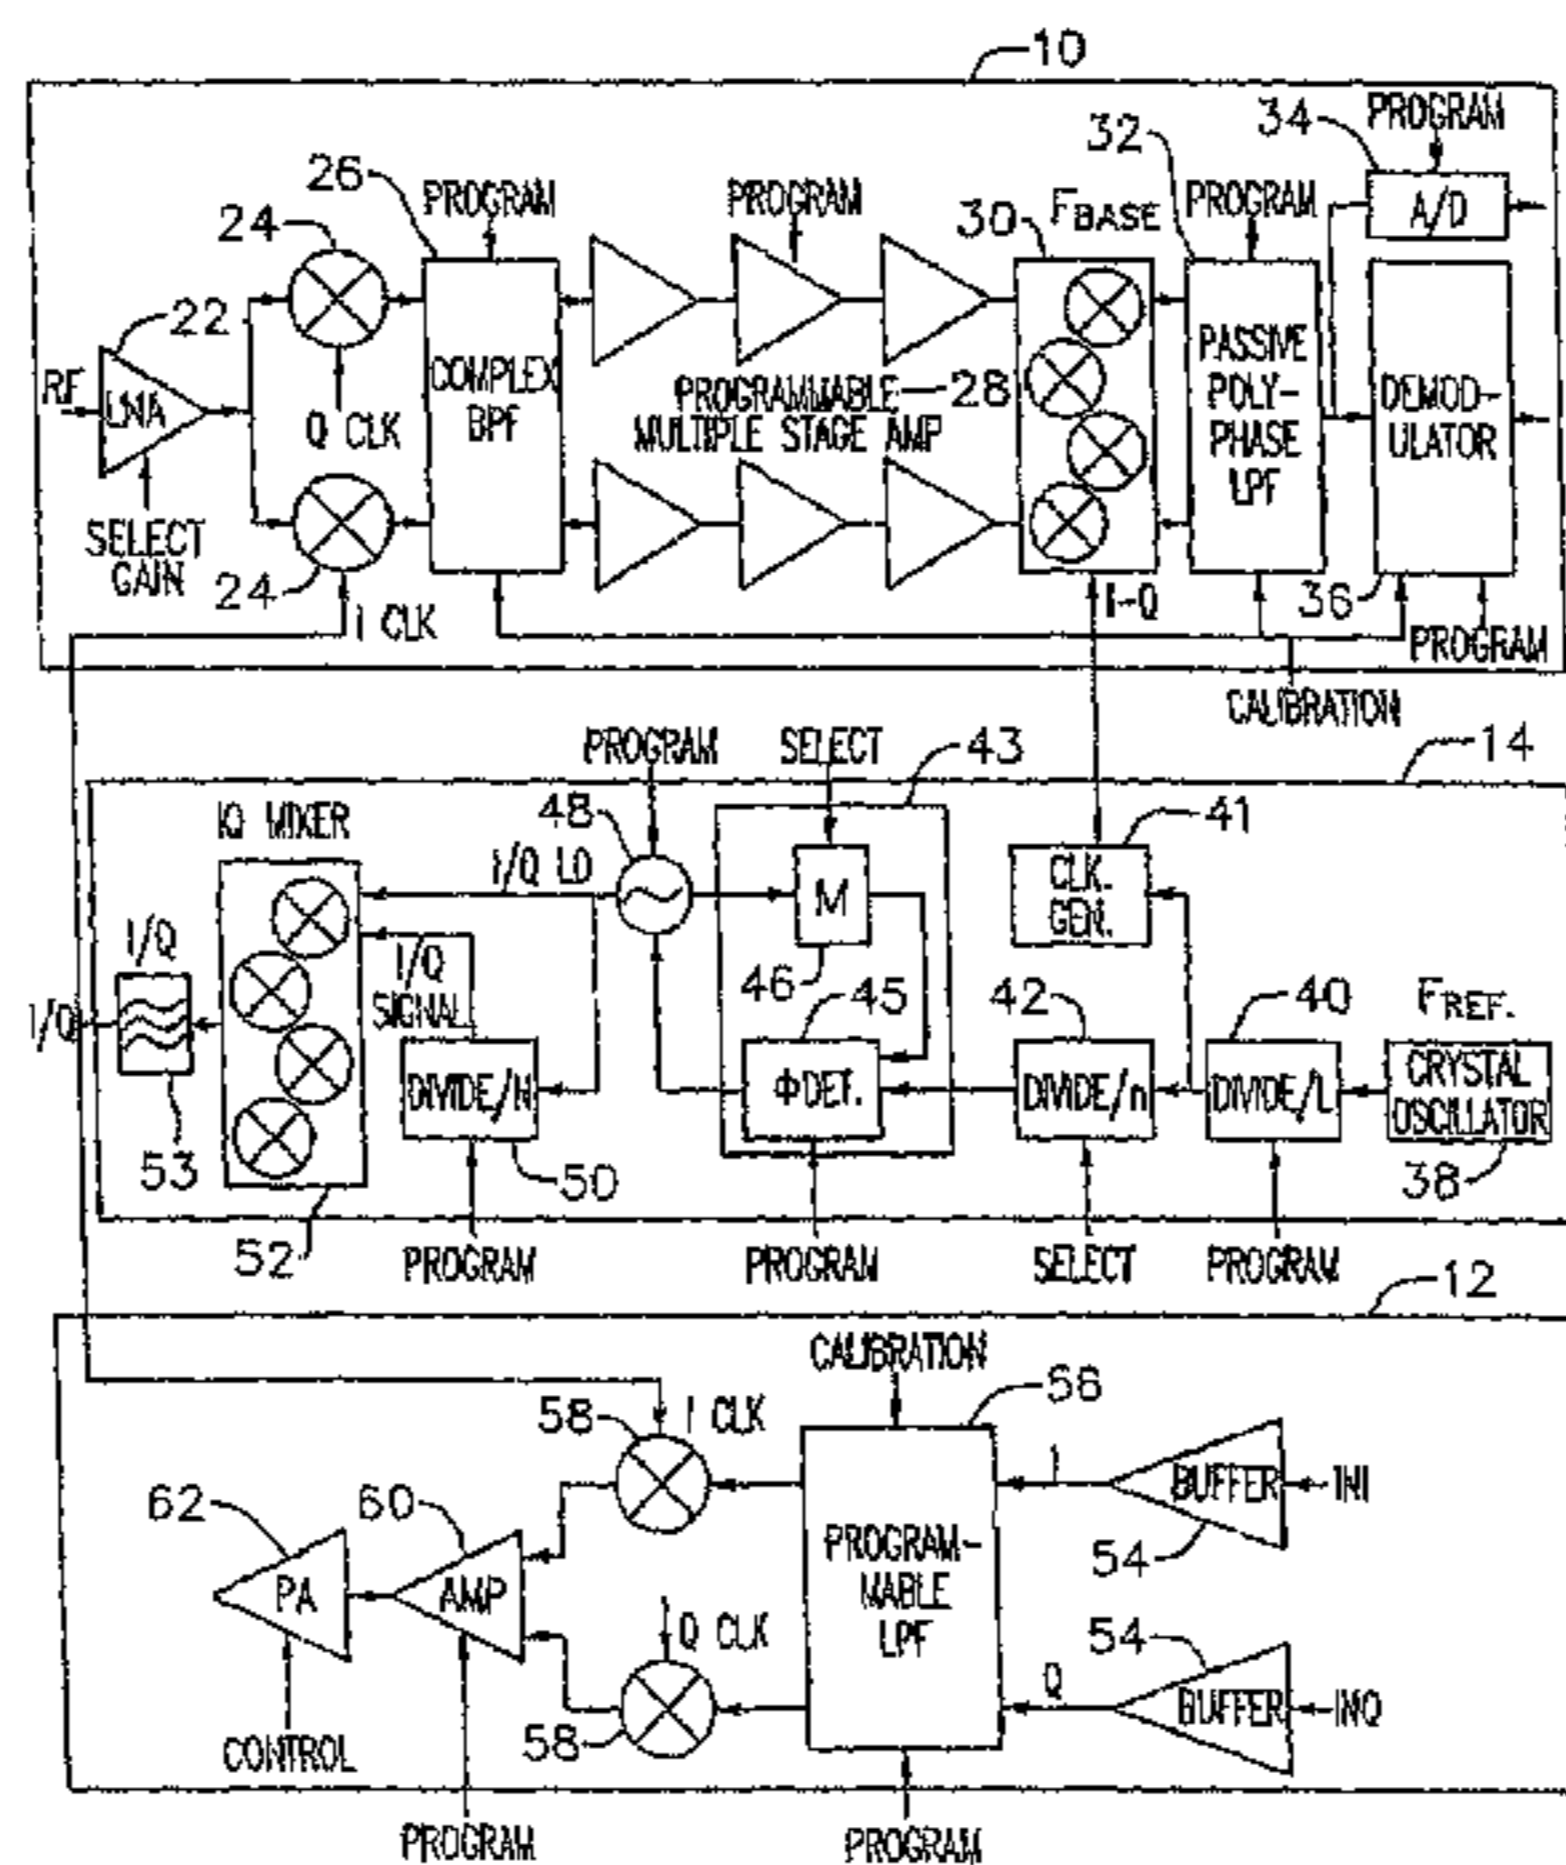 10
PROGRAM
34
32
26
PROGRAM
PROGRAM
FBASE
PROGRAM
A/D
24
30
22
RF
LNA
Q CLK
COMPLEX
BPF
PROGRAMMABLE
28
MULTIPLE STAGE AMP
PASSIVE
POLY-
PHASE
LPF
DEMOD-
ULATOR
SELECT
GAIN
24
I CLK
I-Q
36
PROGRAM
CALIBRATION
PROGRAM
SELECT
43
14
IQ MIXER
48
41
I/Q LO
M
CLK.
GEN.
I/Q
I/Q
SIGNAL
46
45
42
40
FREF.
I/Q
DIVIDE/N
ΦDET.
DIVIDE/n
DIVIDE/L
CRYSTAL
OSCILLATOR
53
50
38
52
PROGRAM
PROGRAM
SELECT
PROGRAM
12
CALIBRATION
56
58
I CLK
I
BUFFER
INI
62
60
54
PA
AMP
PROGRAM-
MABLE
LPF
Q CLK
54
Q
BUFFER
INQ
58
CONTROL
PROGRAM
PROGRAM